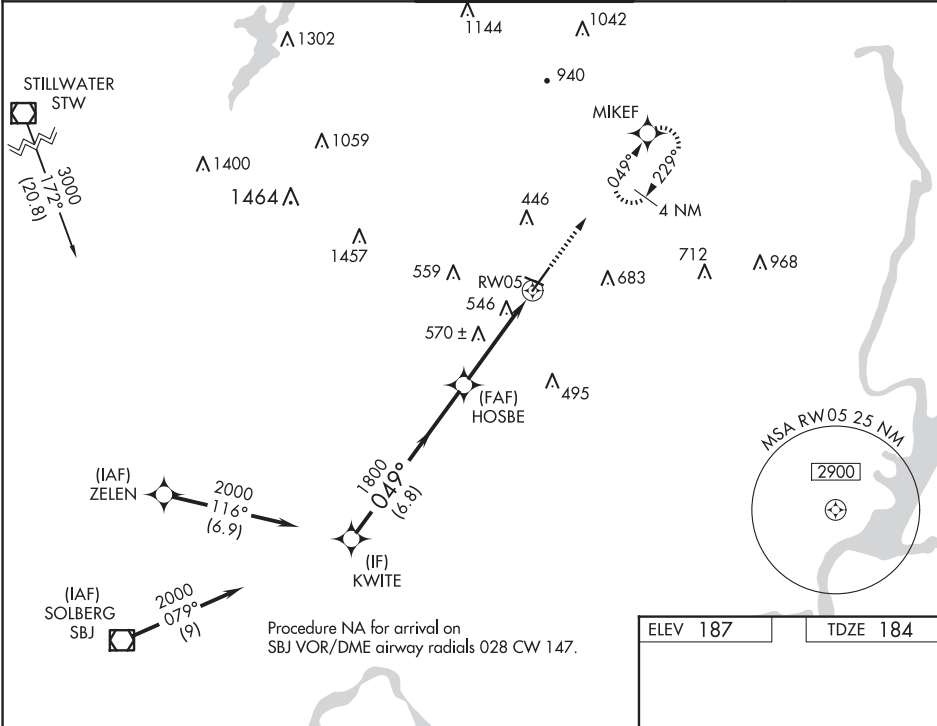 1144
1042
1302
940
STILLWATER
STW
MIKEF
1059
1400
3000
172°
(20.8)
1464
049°
229°
4 NM
446
1457
559
712
968
683
RW05
546
570 ±
(FAF)
HOSBE
495
MSA RW05 25 NM
2900
1800
049°
(6.8)
(IAF)
ZELEN
2000
116°
(6.9)
(IF)
KWITE
(IAF)
SOLBERG
SBJ
2000
079°
(9)
Procedure NA for arrival on
SBJ VOR/DME airway radials 028 CW 147.
ELEV 187
TDZE 184